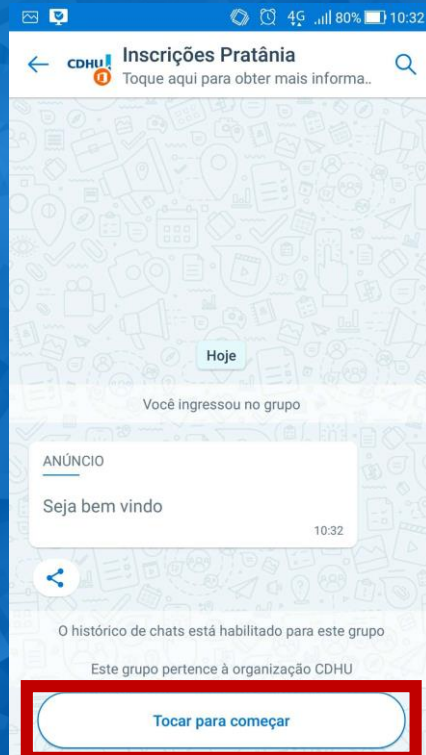 4G 80% 10:32
CDHU Inscrições Pratânia
Toque aqui para obter mais informa..
Hoje
Você ingressou no grupo
ANÚNCIO
Seja bem vindo
10:32
O histórico de chats está habilitado para este grupo
Este grupo pertence à organização CDHU
Tocar para começar